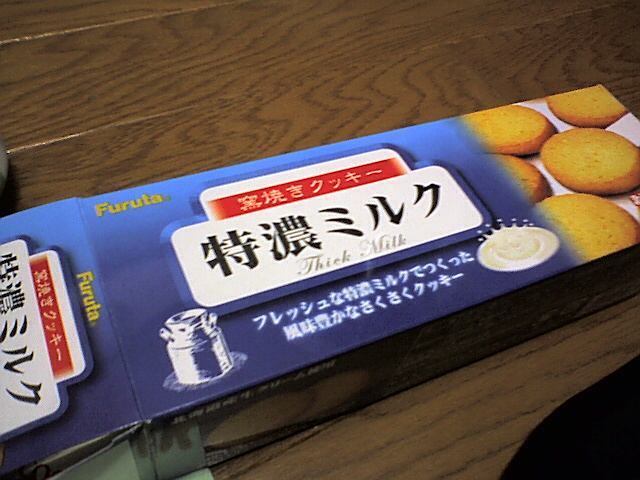 Furuta
窯焼きクッキー
特濃ミルク
Thick Milk
フレッシュな特濃ミルクでつくった
風味豊かなさくさくクッキー
Furuta
窯焼きクッキー
特濃ミルク